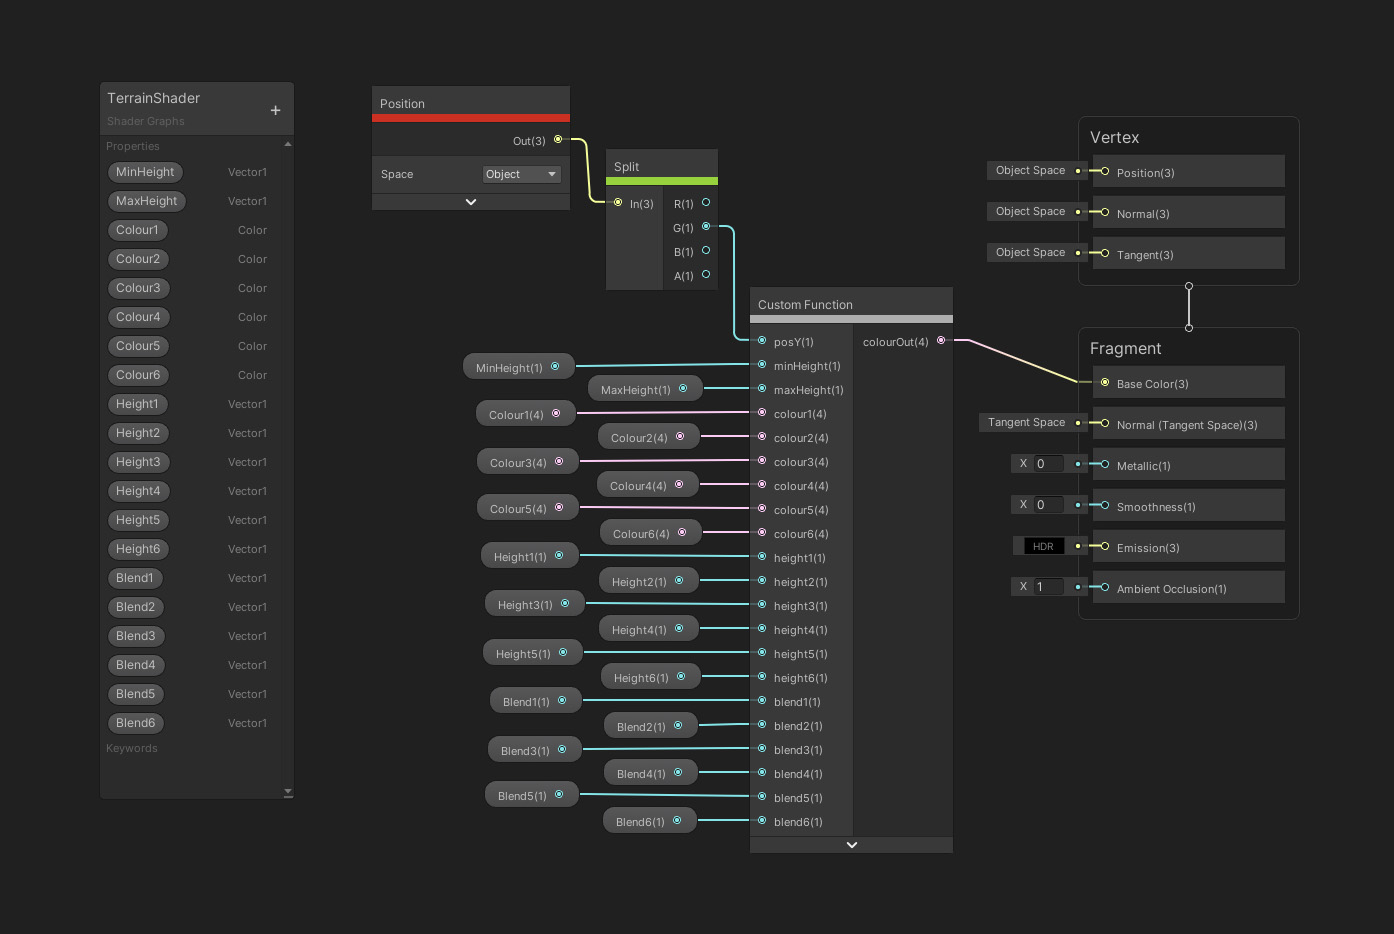 TerrainShader
+
Shader Graphs
Properties
MinHeight Vector1
MaxHeight Vector1
Colour1 Color
Colour2 Color
Colour3 Color
Colour4 Color
Colour5 Color
Colour6 Color
Height1 Vector1
Height2 Vector1
Height3 Vector1
Height4 Vector1
Height5 Vector1
Height6 Vector1
Blend1 Vector1
Blend2 Vector1
Blend3 Vector1
Blend4 Vector1
Blend5 Vector1
Blend6 Vector1
Keywords
Position
Out(3)
Space Object
Split
In(3) R(1)
G(1)
B(1)
A(1)
MinHeight(1)
MaxHeight(1)
Colour1(4)
Colour2(4)
Colour3(4)
Colour4(4)
Colour5(4)
Colour6(4)
Height1(1)
Height2(1)
Height3(1)
Height4(1)
Height5(1)
Height6(1)
Blend1(1)
Blend2(1)
Blend3(1)
Blend4(1)
Blend5(1)
Blend6(1)
Custom Function
posY(1) colourOut(4)
minHeight(1)
maxHeight(1)
colour1(4)
colour2(4)
colour3(4)
colour4(4)
colour5(4)
colour6(4)
height1(1)
height2(1)
height3(1)
height4(1)
height5(1)
height6(1)
blend1(1)
blend2(1)
blend3(1)
blend4(1)
blend5(1)
blend6(1)
Vertex
Object Space Position(3)
Object Space Normal(3)
Object Space Tangent(3)
Fragment
Base Color(3)
Tangent Space Normal (Tangent Space)(3)
X 0 Metallic(1)
X 0 Smoothness(1)
HDR Emission(3)
X 1 Ambient Occlusion(1)